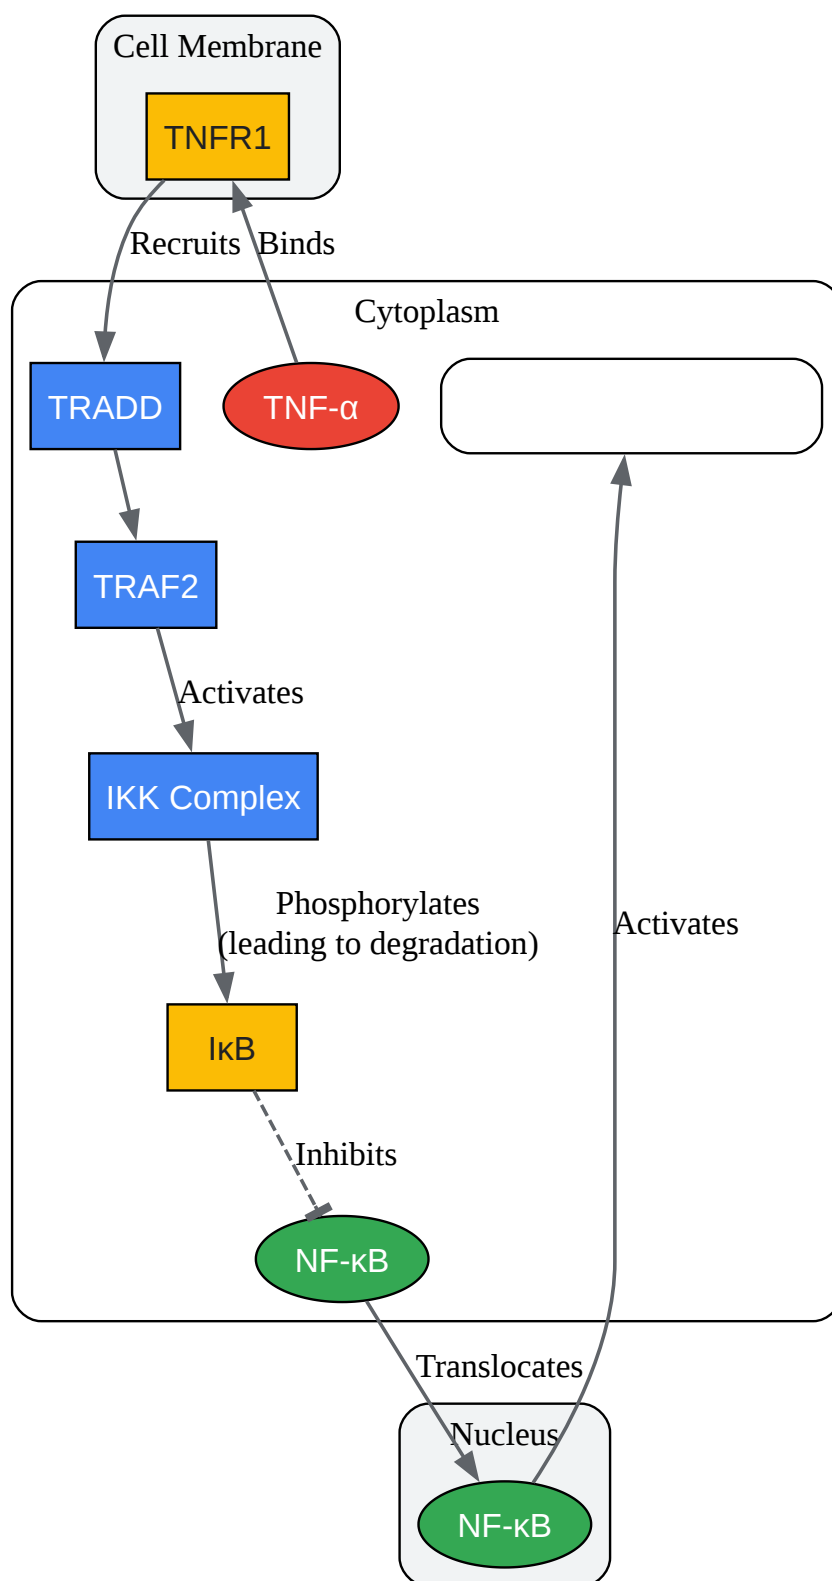 Cell Membrane
TNFR1
Recruits
Binds
Cytoplasm
TRADD
TNF-α
TRAF2
Activates
IKK Complex
Phosphorylates
(leading to degradation)
Activates
IκB
Inhibits
NF-κB
Translocates
Nucleus
NF-κB